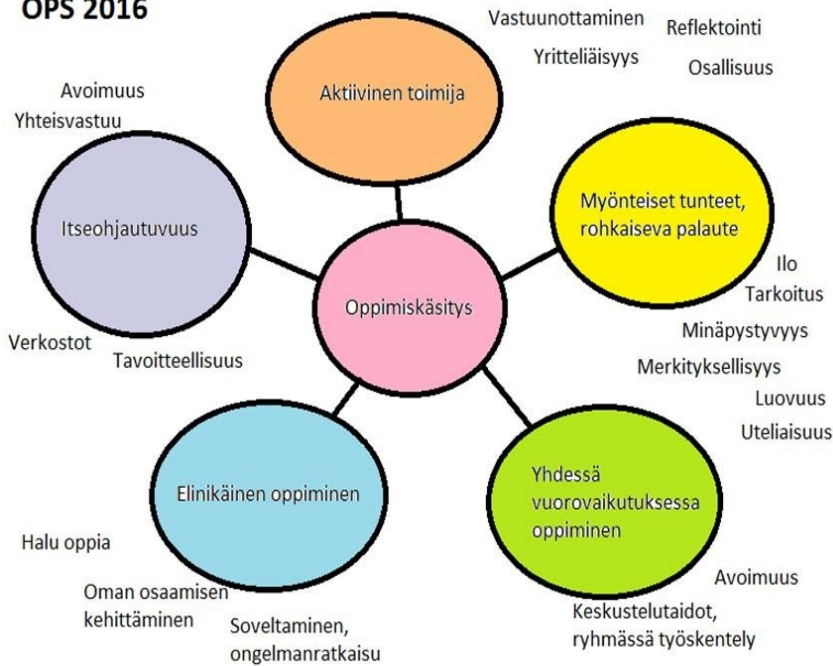 OPS 2016
Vastuunottaminen
Reflektointi
Yritteliäisyys
Osallisuus
Aktiivinen toimija
Avoimuus
Yhteisvastuu
Itseohjautuvuus
Myönteiset tunteet,
rohkaiseva palaute
Ilo
Tarkoitus
Oppimiskäsitys
Minäpystyvyys
Merkityksellisyys
Luovuus
Uteliaisuus
Verkostot
Tavoitteellisuus
Elinikäinen oppiminen
Yhdessä
vuorovaikutuksessa
oppiminen
Halu oppia
Oman osaamisen
kehittäminen
Soveltaminen,
ongelmanratkaisu
Avoimuus
Keskustelutaidot,
ryhmässä työskentely